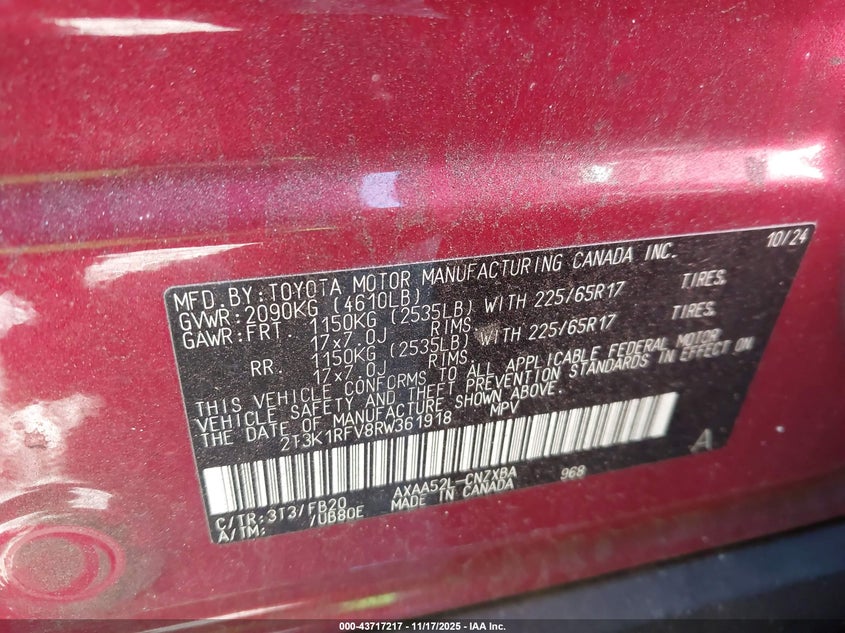 MFD. BY: TOYOTA MOTOR MANUFACTURING CANADA INC. 10/24
GVWR: 2090KG (4610LB)
GAWR: FRT. 1150KG (2535LB) WITH 225/65R17 TIRES.
17x7.0J RIMS
RR. 1150KG (2535LB) WITH 225/65R17 TIRES.
17x7.0J RIMS.
THIS VEHICLE CONFORMS TO ALL APPLICABLE FEDERAL MOTOR
VEHICLE SAFETY AND THEFT PREVENTION STANDARDS IN EFFECT ON
THE DATE OF MANUFACTURE SHOWN ABOVE.
2T3K1RFV8RW361918 MPV
A
C/TR: 3T3/FB20 AXAA52L-CNZXBA 968
A/TM: /UB80E MADE IN CANADA
000-43717217 - 11/17/2025 - IAA Inc.